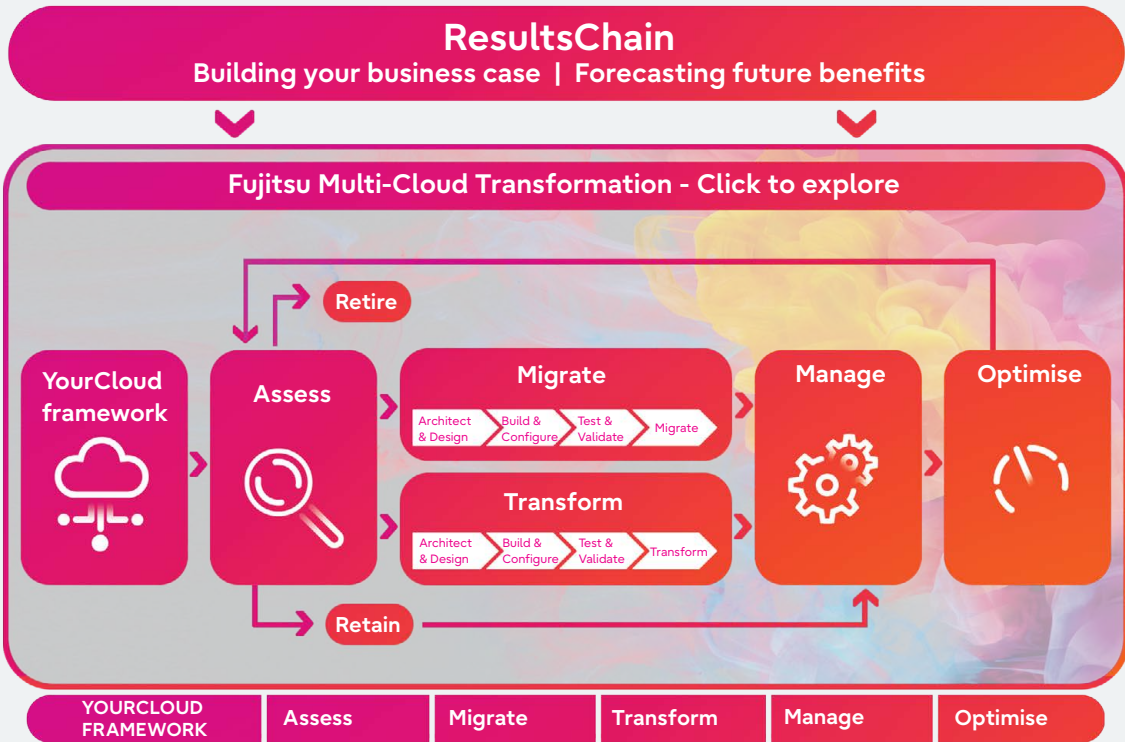 ResultsChain
Building your business case | Forecasting future benefits
Fujitsu Multi-Cloud Transformation - Click to explore
Retire
YourCloud
framework
Assess
Migrate
Architect
& Design
Build &
Configure
Test &
Validate
Migrate
Transform
Architect
& Design
Build &
Configure
Test &
Validate
Transform
Manage
Optimise
Retain
YOURCLOUD
FRAMEWORK
Assess
Migrate
Transform
Manage
Optimise